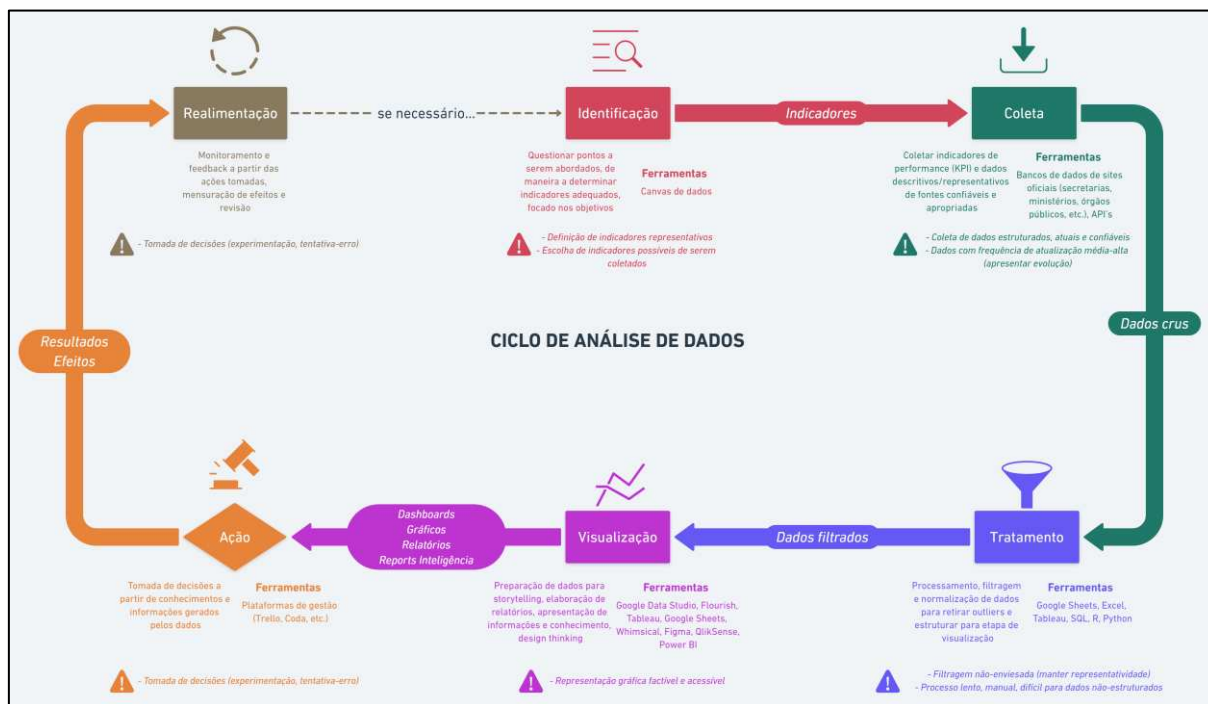 Realimentação
se necessário...
Identificação
Indicadores
Coleta
Monitoramento e
feedback a partir das
ações tomadas,
mensuração de efeitos e
revisão
- Tomada de decisões (experimentação, tentativa-erro)
Questionar pontos a
serem abordados, de
maneira a determinar
indicadores adequados,
focado nos objetivos
Ferramentas
Canvas de dados
- Definição de indicadores representativos
- Escolha de indicadores possíveis de serem
coletados
Coletar indicadores de
performance (KPI) e dados
descritivos/representativos
de fontes confiáveis e
apropriadas
Ferramentas
Bancos de dados de sites
oficiais (secretarias,
ministérios, órgãos
públicos, etc.), API's
- Coleta de dados estruturados, atuais e confiáveis
- Dados com frequência de atualização média-alta
(apresentar evolução)
Resultados
Efeitos
CICLO DE ANÁLISE DE DADOS
Dados crus
Ação
Dashboards
Gráficos
Relatórios
Reports Inteligência
Visualização
Dados filtrados
Tratamento
Tomada de decisões a
partir de conhecimentos e
informações gerados
pelos dados
Ferramentas
Plataformas de gestão
(Trello, Coda, etc.)
- Tomada de decisões (experimentação, tentativa-erro)
Preparação de dados para
storytelling, elaboração de
relatórios, apresentação de
informações e conhecimento,
design thinking
Ferramentas
Google Data Studio, Flourish,
Tableau, Google Sheets,
Whimsical, Figma, QlikSense,
Power BI
- Representação gráfica factível e acessível
Processamento, filtragem
e normalização de dados
para retirar outliers e
estruturar para etapa de
visualização
Ferramentas
Google Sheets, Excel,
Tableau, SQL, R, Python
- Filtragem não-enviesada (manter representatividade)
- Processo lento, manual, difícil para dados não-estruturados